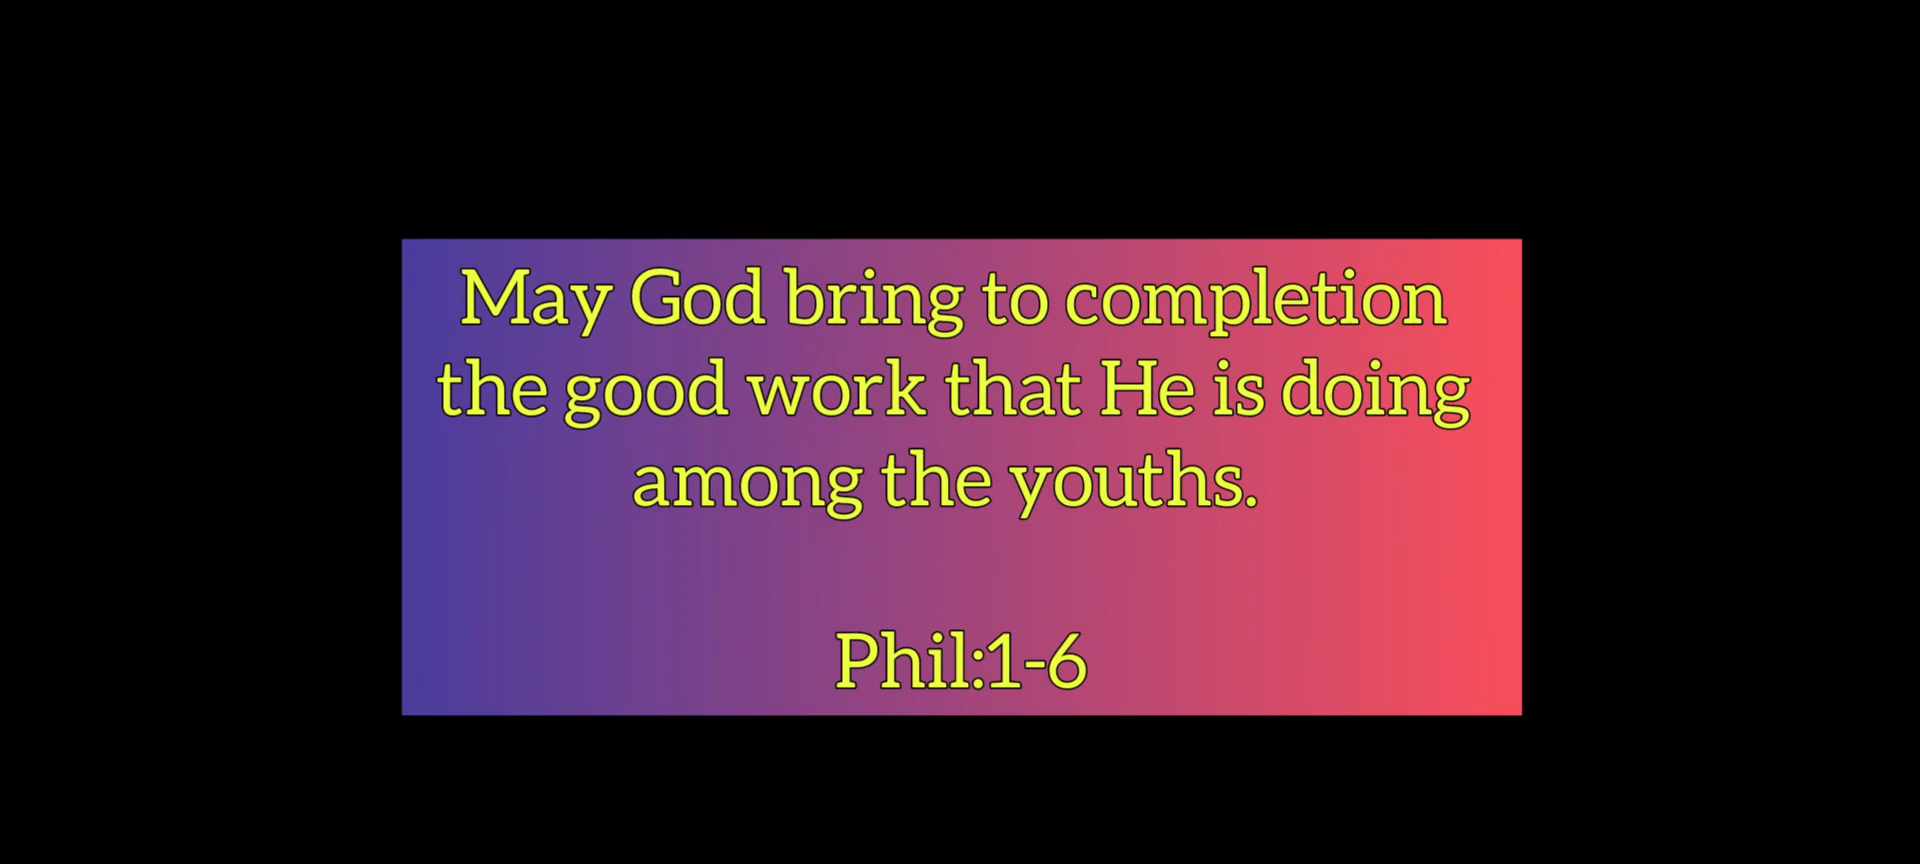 May God bring to completion
the good work that He is doing
among the youths.
Phil:1-6